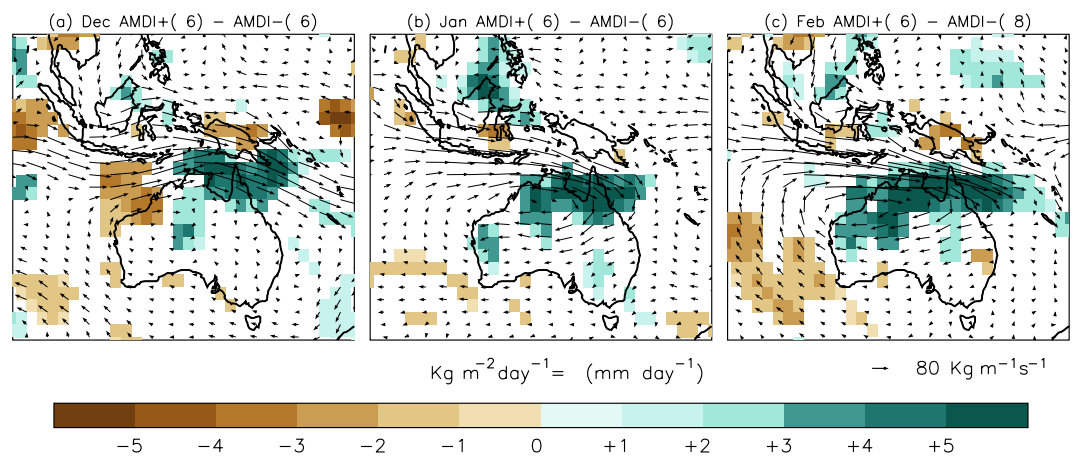 (a) Dec AMDI+( 6) − AMDI−( 6)
(b) Jan AMDI+( 6) − AMDI−( 6)
(c) Feb AMDI+( 6) − AMDI−( 8)
Kg m⁻²day⁻¹= (mm day⁻¹)
80 Kg m⁻¹s⁻¹
−5 −4 −3 −2 −1 0 +1 +2 +3 +4 +5